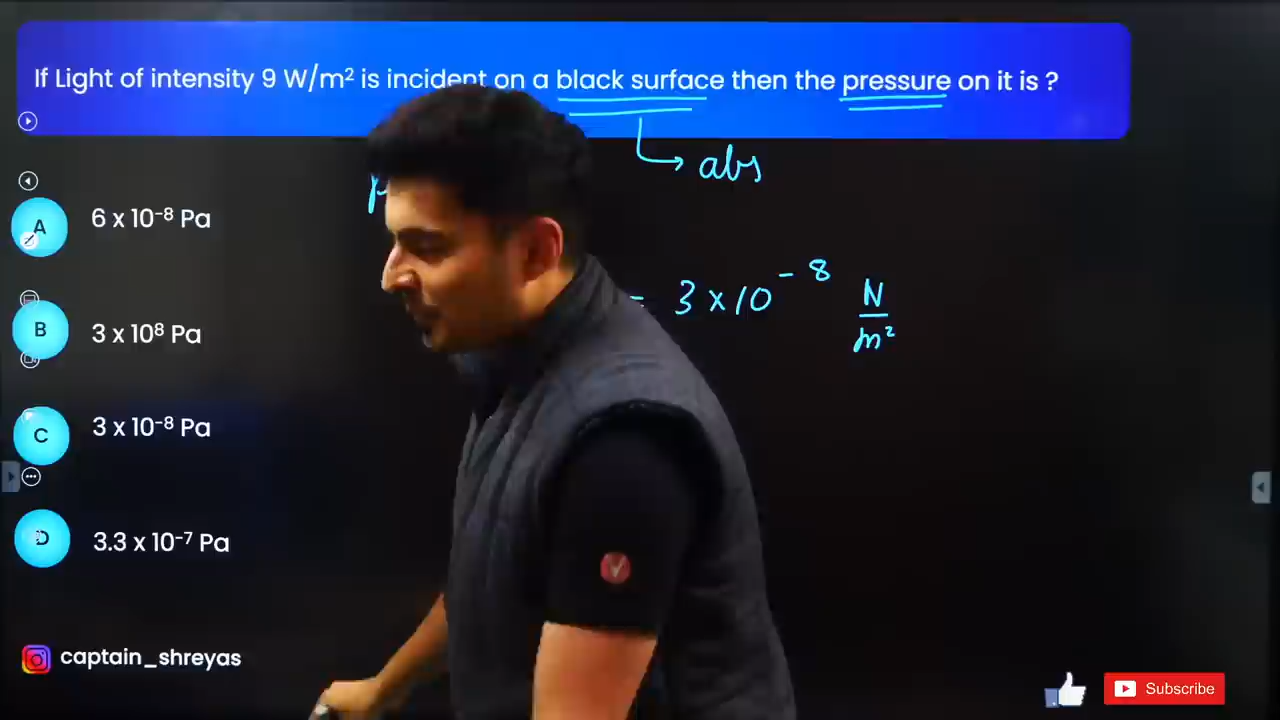 If Light of intensity 9 W/m² is incident on a black surface then the pressure on it is ?
abs
A 6 x 10⁻⁸ Pa
= 3 × 10⁻⁸ N/m²
B 3 x 10⁸ Pa
C 3 x 10⁻⁸ Pa
D 3.3 x 10⁻⁷ Pa
captain_shreyas
Subscribe